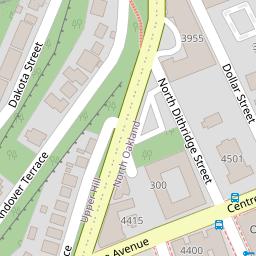 3955
Dakota Street
Dollar Street
North Dithridge Street
North Oakland
4501
Terrace
300
Upper Hill
Centre
4415
Avenue
4400